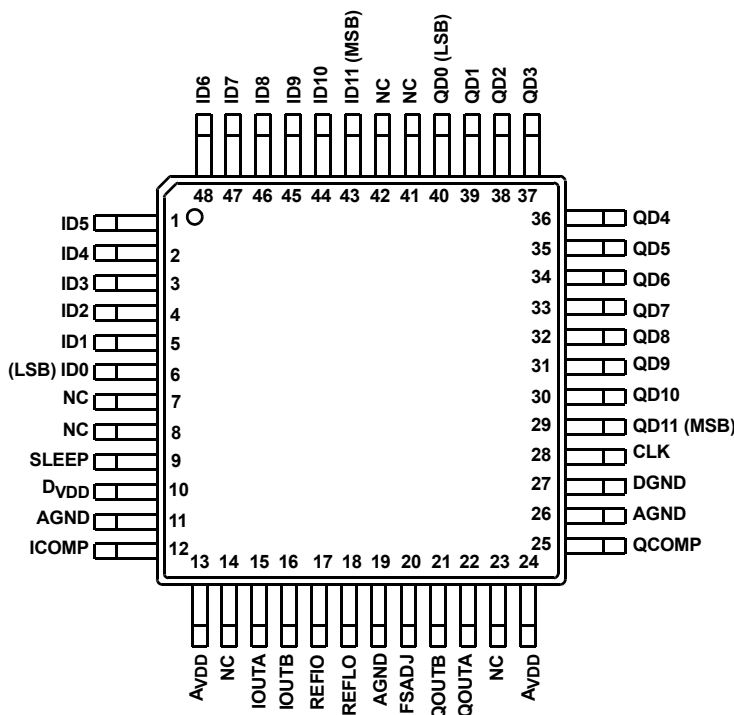 ID6
ID7
ID8
ID9
ID10
ID11 (MSB)
NC
NC
QD0 (LSB)
QD1
QD2
QD3
48
47
46
45
44
43
42
41
40
39
38
37
ID5
1
ID4
2
ID3
3
ID2
4
ID1
5
(LSB) ID0
6
NC
7
NC
8
SLEEP
9
DVDD
10
AGND
11
ICOMP
12
36
QD4
35
QD5
34
QD6
33
QD7
32
QD8
31
QD9
30
QD10
29
QD11 (MSB)
28
CLK
27
DGND
26
AGND
25
QCOMP
13
14
15
16
17
18
19
20
21
22
23
24
AVDD
NC
IOUTA
IOUTB
REFIO
REFLO
AGND
FSADJ
QOUTB
QOUTA
NC
AVDD